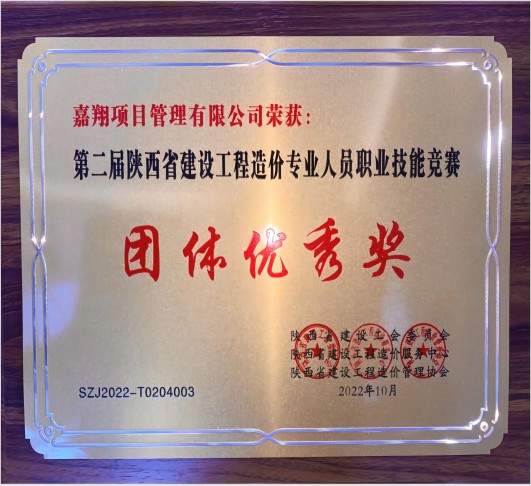 嘉翔项目管理有限公司荣获：
第二届陕西省建设工程造价专业人员职业技能竞赛
团体优秀奖
陕西省建设工会委员会
陕西省建设工程造价服务中心
陕西省建设工程造价管理协会
SZJ2022-T0204003
2022年10月